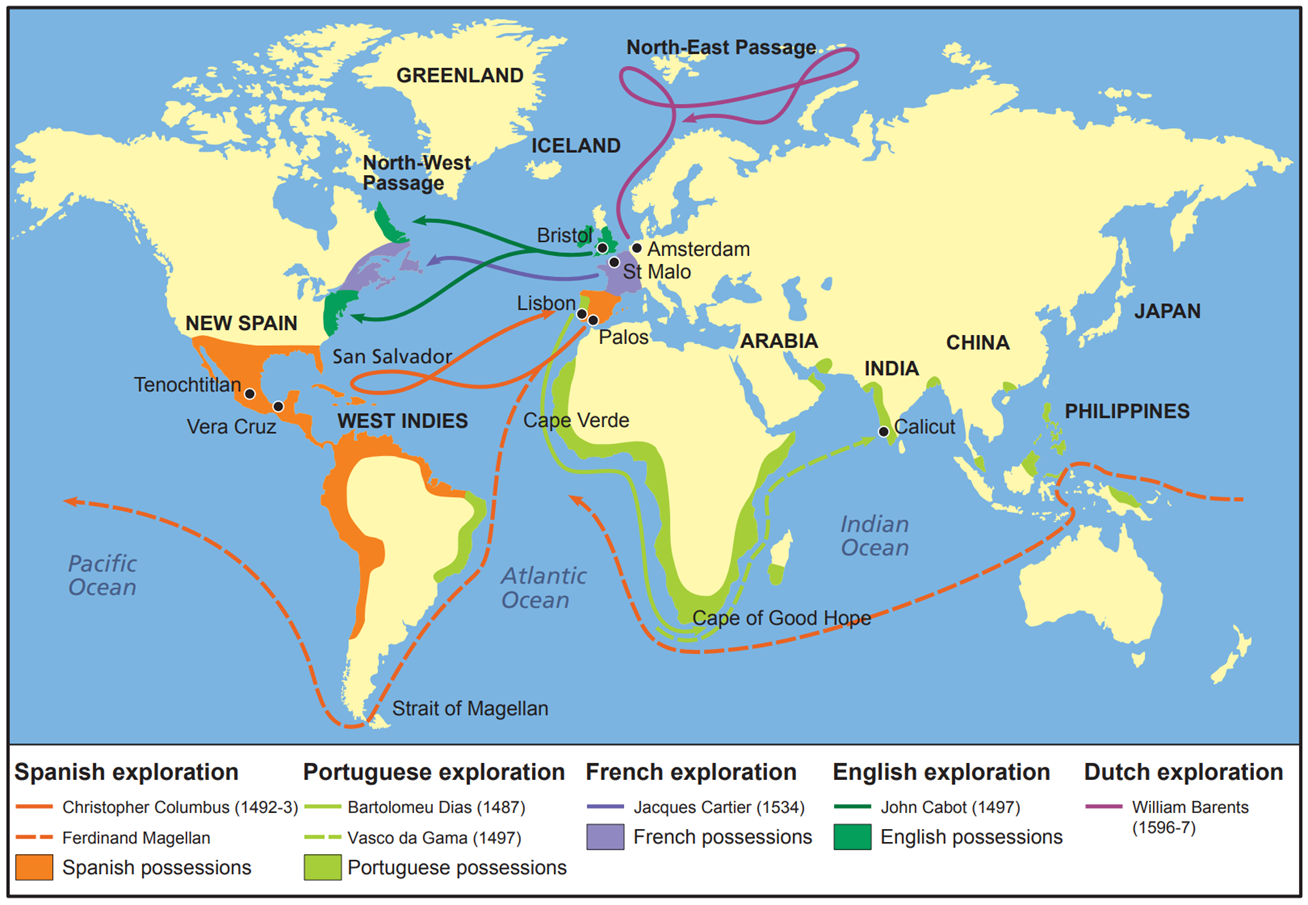 North-East Passage
GREENLAND
ICELAND
North-West
Passage
Bristol
Amsterdam
St Malo
Lisbon
Palos
NEW SPAIN
San Salvador
Tenochtitlan
Vera Cruz
WEST INDIES
Cape Verde
ARABIA
INDIA
CHINA
JAPAN
PHILIPPINES
Calicut
Indian
Ocean
Pacific
Ocean
Atlantic
Ocean
Cape of Good Hope
Strait of Magellan
Spanish exploration
Christopher Columbus (1492-3)
Ferdinand Magellan
Spanish possessions
Portuguese exploration
Bartolomeu Dias (1487)
Vasco da Gama (1497)
Portuguese possessions
French exploration
Jacques Cartier (1534)
French possessions
English exploration
John Cabot (1497)
English possessions
Dutch exploration
William Barents
(1596-7)